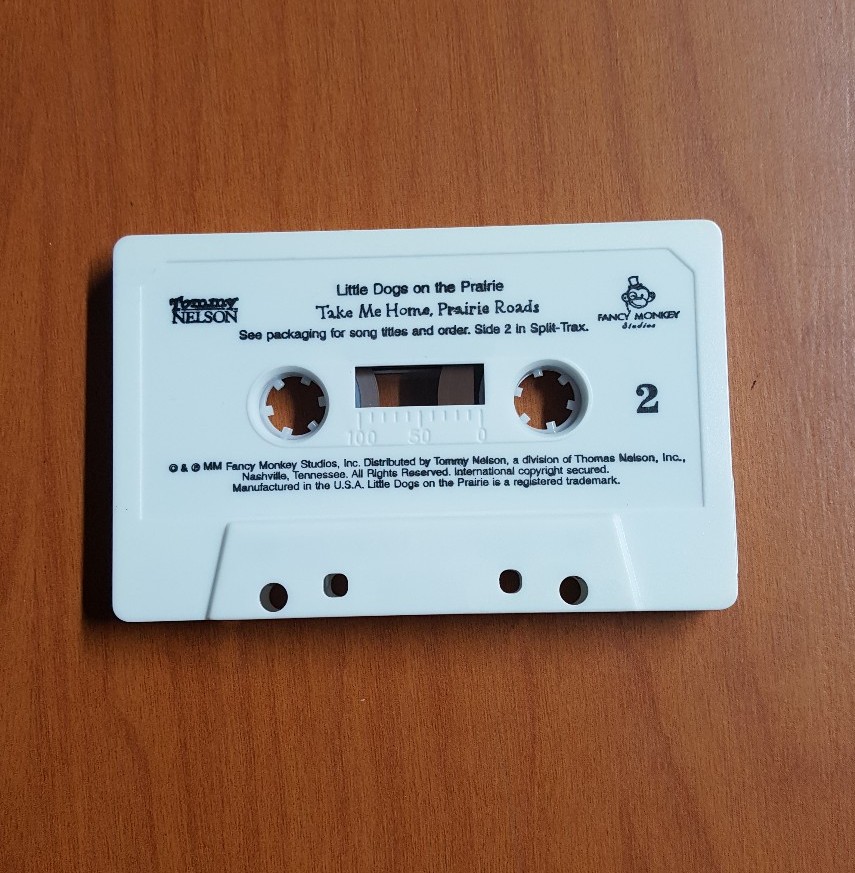 Little Dogs on the Prairie
Tommy
NELSON
Take Me Home, Prairie Roads
FANCY MONKEY
Studios
See packaging for song titles and order. Side 2 in Split-Trax.
2
100 50 0
© & ℗ MM Fancy Monkey Studios, Inc. Distributed by Tommy Nelson, a division of Thomas Nelson, Inc.,
Nashville, Tennessee. All Rights Reserved. International copyright secured.
Manufactured in the U.S.A. Little Dogs on the Prairie is a registered trademark.